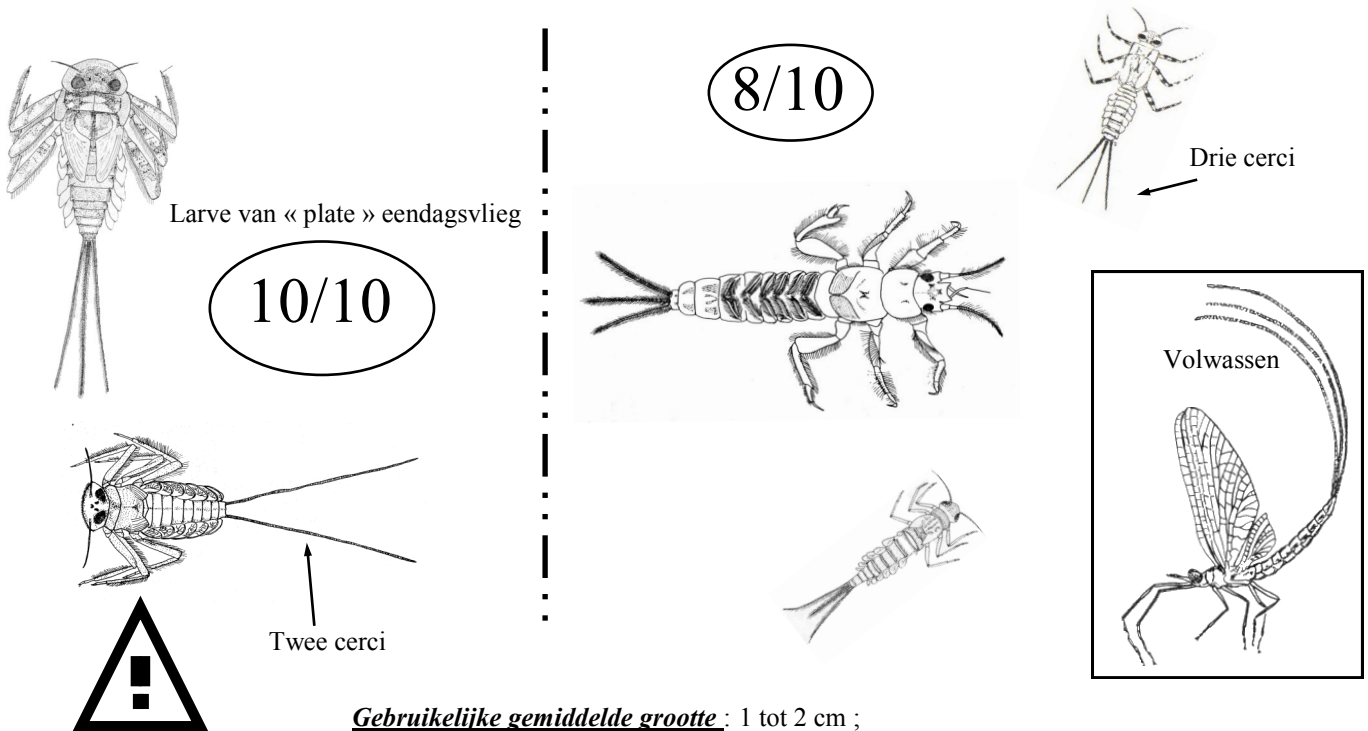 8/10
Drie cerci
Larve van « plate » eendagsvlieg
10/10
Volwassen
Twee cerci
!
Gebruikelijke gemiddelde grootte : 1 tot 2 cm ;